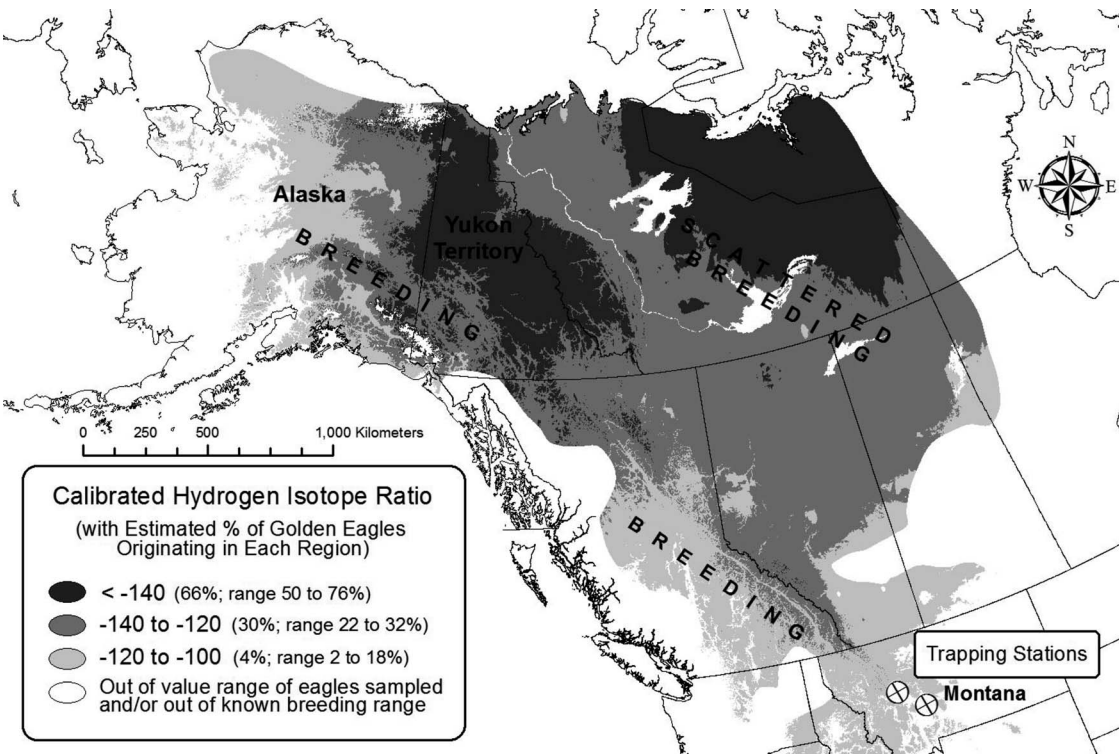 N
W E
S
Alaska
Yukon
Territory
BREEDING
SCATTERED
BREEDING
0 250 500 1,000 Kilometers
Calibrated Hydrogen Isotope Ratio
(with Estimated % of Golden Eagles
Originating in Each Region)
< -140 (66%; range 50 to 76%)
-140 to -120 (30%; range 22 to 32%)
-120 to -100 (4%; range 2 to 18%)
Out of value range of eagles sampled
and/or out of known breeding range
BREEDING
Trapping Stations
Montana